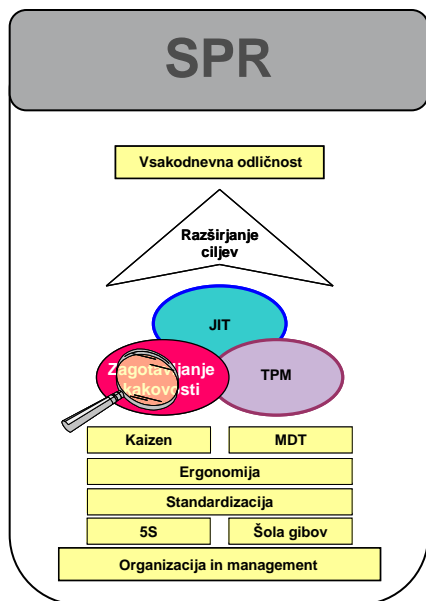 SPR
Vsakodnevna odličnost
Razširjanje
ciljev
JIT
Zagotavljanje
kakovosti
TPM
Kaizen
MDT
Ergonomija
Standardizacija
5S
Šola gibov
Organizacija in management